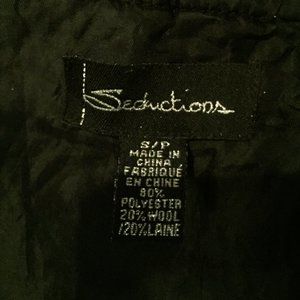 Seductions
S/P
MADE IN
CHINA
FABRIQUÉ
EN CHINE
80%
POLYESTER
20% WOOL
/20% LAINE